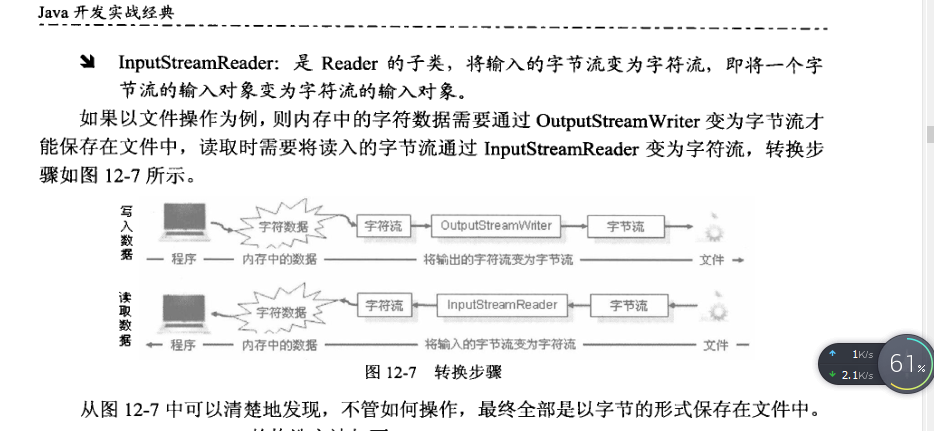 Java 开发实战经典
InputStreamReader：是 Reader 的子类，将输入的字节流变为字符流，即将一个字
节流的输入对象变为字符流的输入对象。
如果以文件操作为例，则内存中的字符数据需要通过 OutputStreamWriter 变为字节流才
能保存在文件中，读取时需要将读入的字节流通过 InputStreamReader 变为字符流，转换步
骤如图 12-7 所示。
写入数据
字符数据 字符流 OutputStreamWriter 字节流
程序 内存中的数据 将输出的字符流变为字节流 文件
读取数据
字符数据 字符流 InputStreamReader 字节流
程序 内存中的数据 将输入的字节流变为字符流 文件
1K/s
2.1K/s
61%
图 12-7 转换步骤
从图 12-7 中可以清楚地发现，不管如何操作，最终全部是以字节的形式保存在文件中。